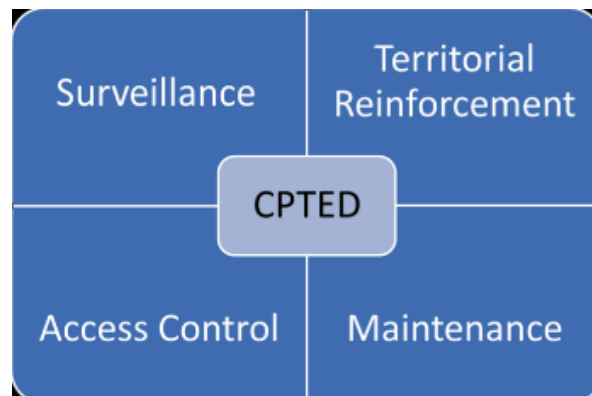 Surveillance
Territorial
Reinforcement
CPTED
Access Control
Maintenance